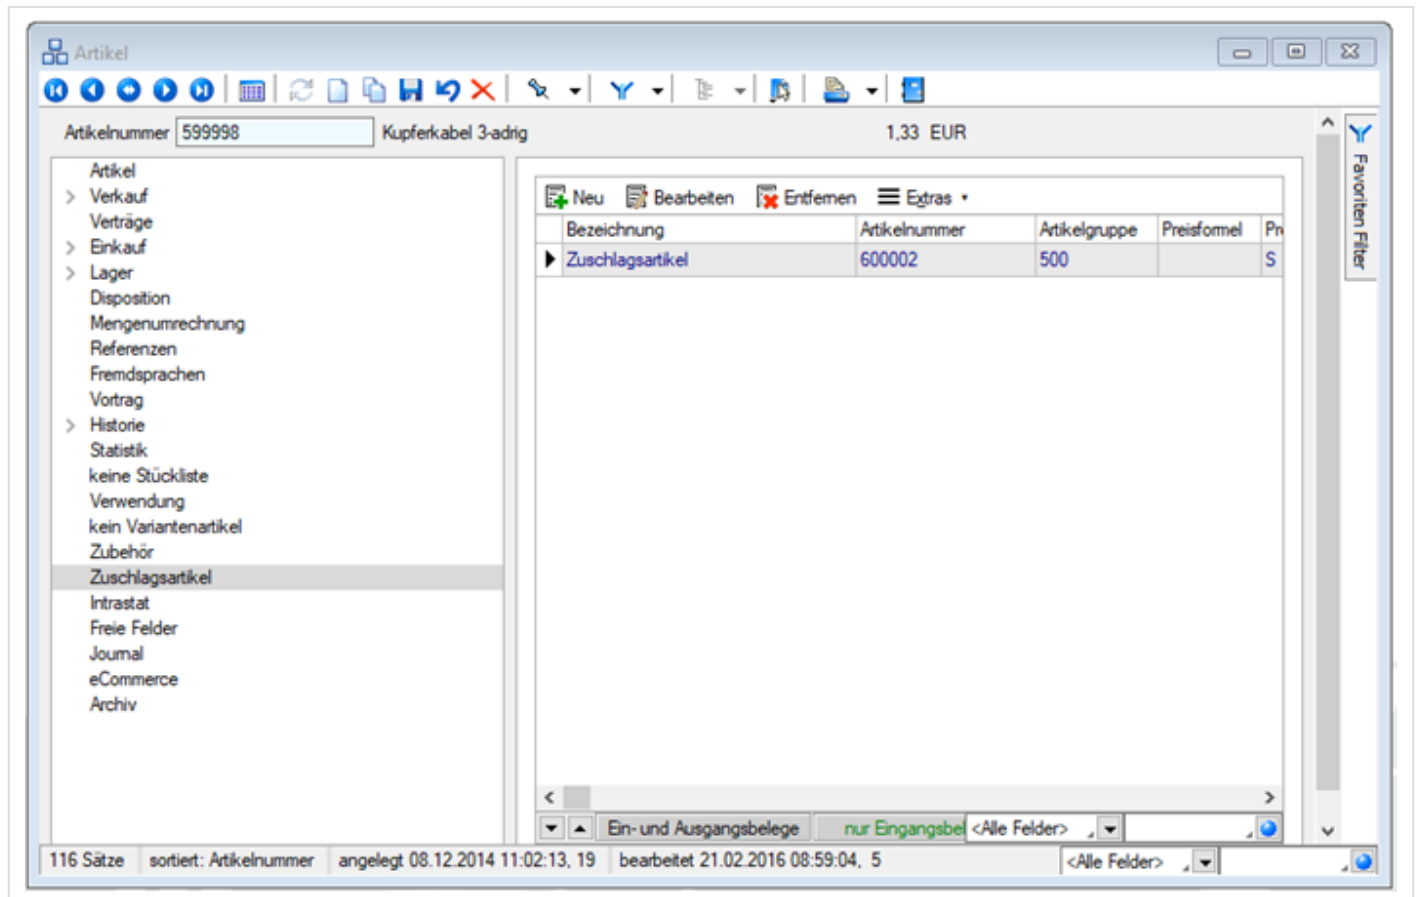 Artikel
Artikelnummer 599998 Kupferkabel 3-adrig 1,33 EUR
Favoriten Filter
Artikel
Verkauf
Verträge
Einkauf
Lager
Disposition
Mengenumrechnung
Referenzen
Fremdsprachen
Vortrag
Historie
Statistik
keine Stückliste
Verwendung
kein Variantenartikel
Zubehör
Zuschlagsartikel
Intrastat
Freie Felder
Journal
eCommerce
Archiv
Neu Bearbeiten Entfernen Extras
Bezeichnung Artikelnummer Artikelgruppe Preisformel Pr
Zuschlagsartikel 600002 500 S
Ein- und Ausgangsbelege nur Eingangsbel <Alle Felder>
116 Sätze sortiert: Artikelnummer angelegt 08.12.2014 11:02:13, 19 bearbeitet 21.02.2016 08:59:04, 5 <Alle Felder>